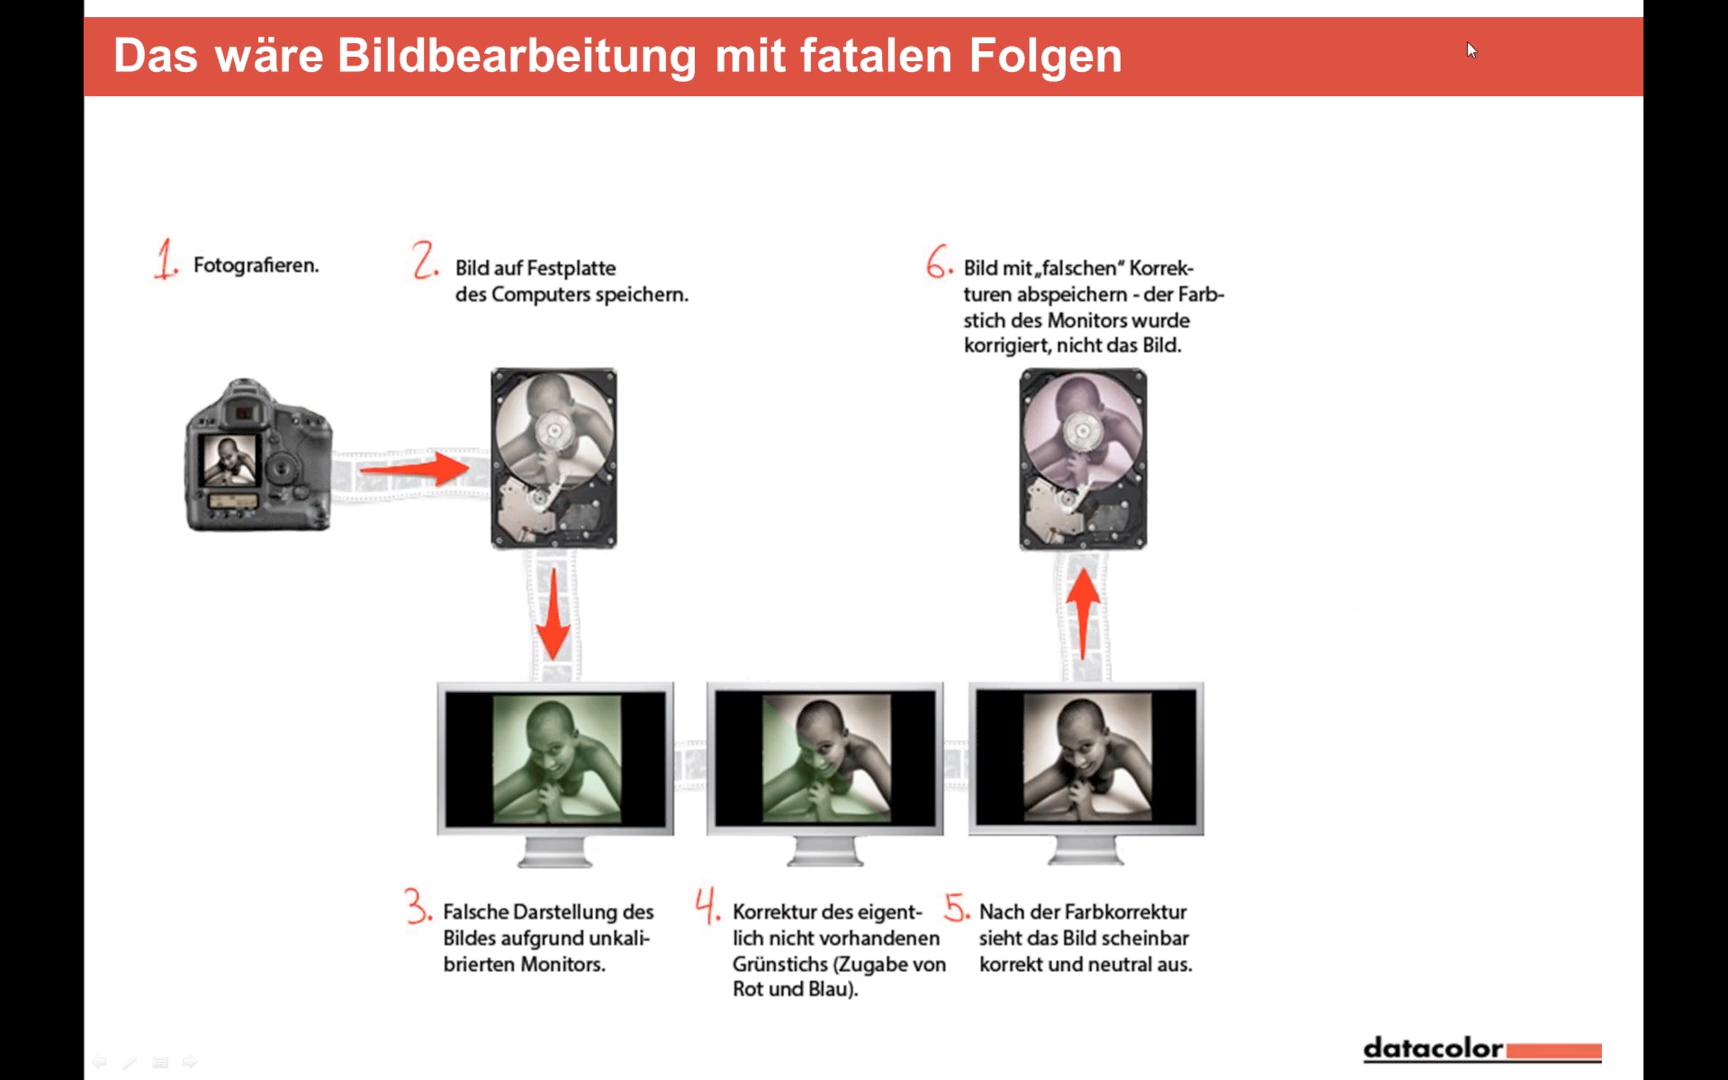 Das wäre Bildbearbeitung mit fatalen Folgen
1. Fotografieren.
2. Bild auf Festplatte
des Computers speichern.
6. Bild mit „falschen“ Korrek-
turen abspeichern - der Farb-
stich des Monitors wurde
korrigiert, nicht das Bild.
3. Falsche Darstellung des
Bildes aufgrund unkali-
brierten Monitors.
4. Korrektur des eigent-
lich nicht vorhandenen
Grünstichs (Zugabe von
Rot und Blau).
5. Nach der Farbkorrektur
sieht das Bild scheinbar
korrekt und neutral aus.
datacolor